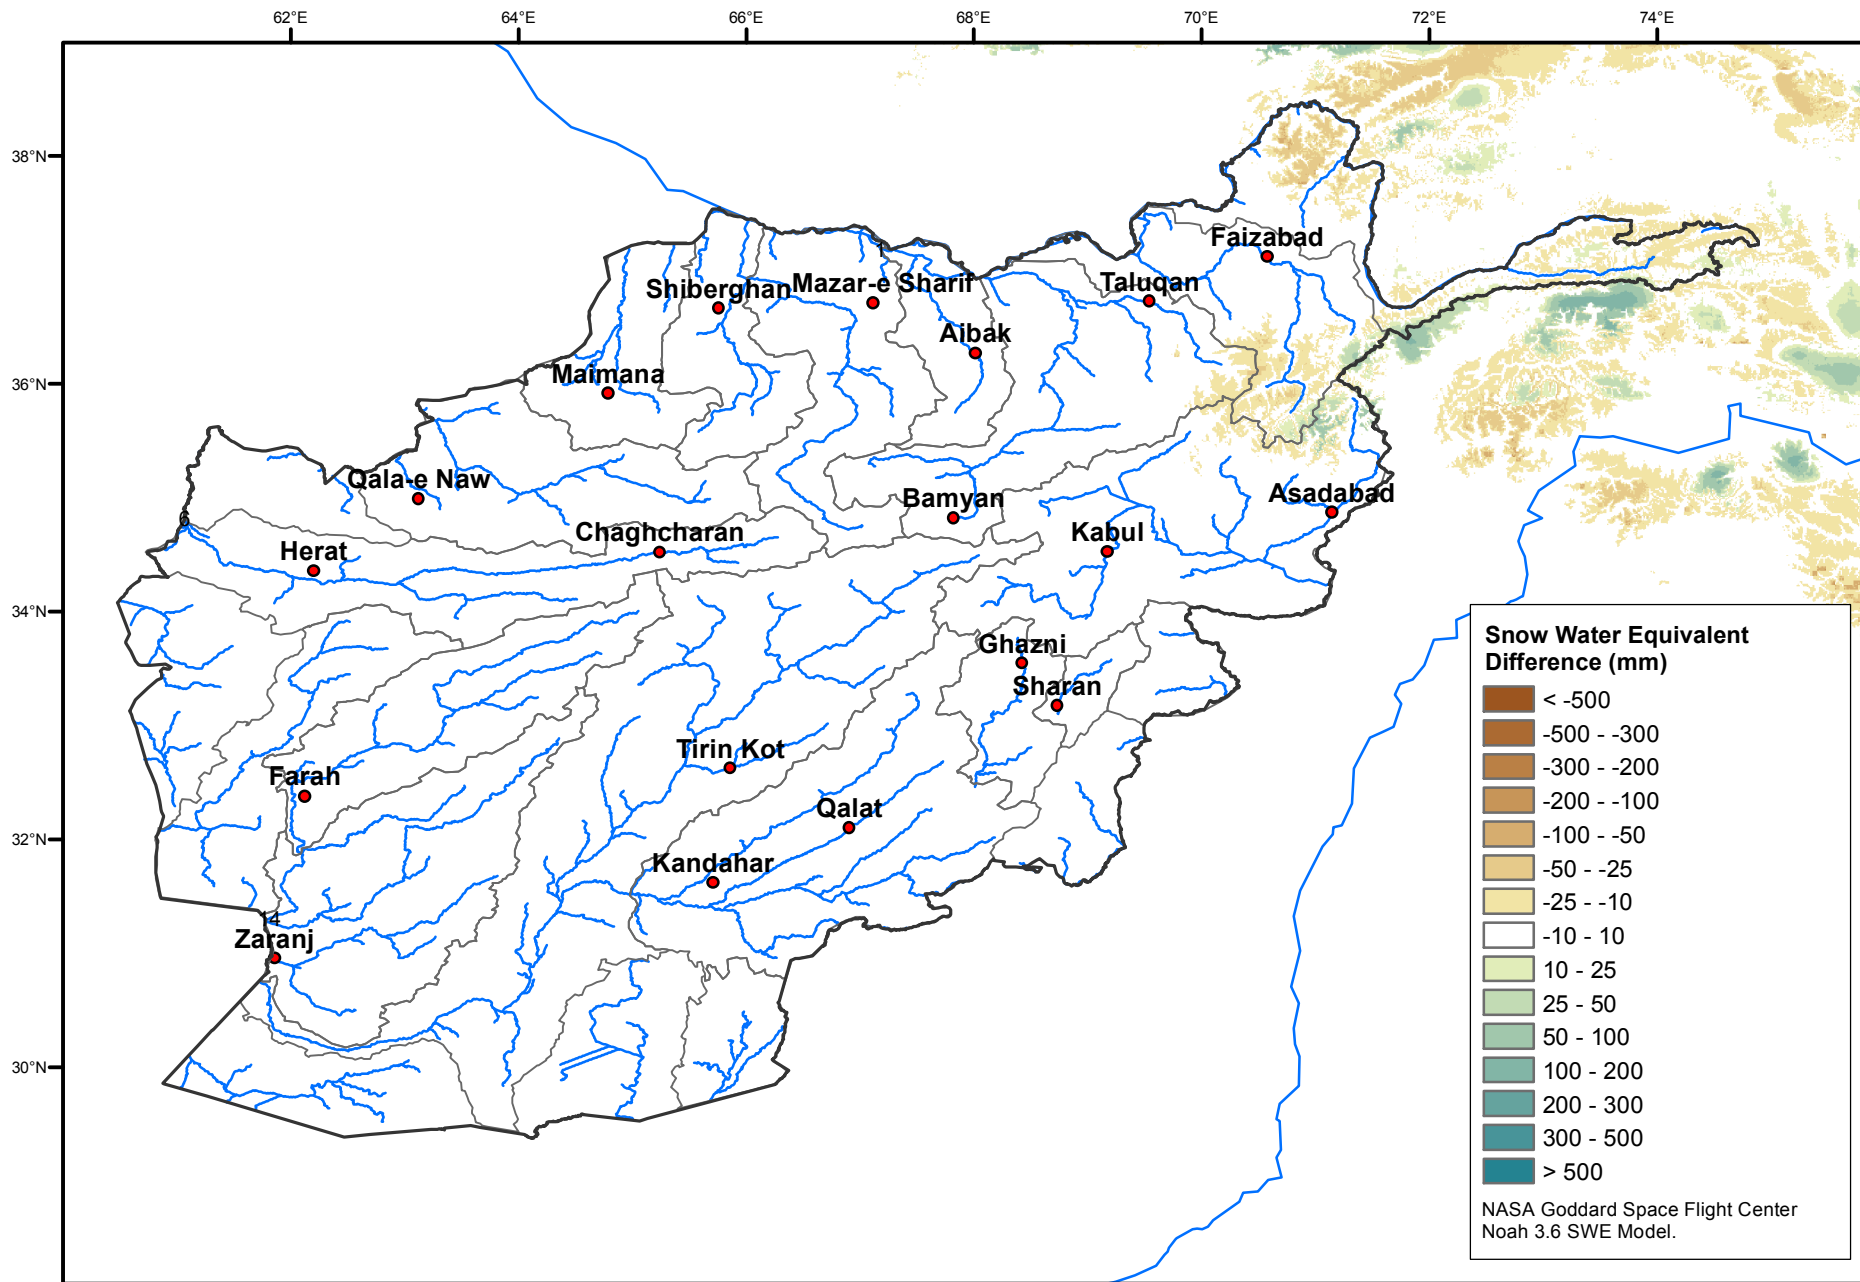 62°E
64°E
66°E
68°E
70°E
72°E
74°E
38°N
36°N
34°N
32°N
30°N
Faizabad
Taluqan
Mazar-e Sharif
Shiberghan
Aibak
Maimana
Qala-e Naw
Bamyan
Asadabad
6
Chaghcharan
Kabul
Herat
Ghazni
Sharan
Tirin Kot
Farah
Qalat
Kandahar
14
Zaranj
Snow Water Equivalent
Difference (mm)
< -500
-500 - -300
-300 - -200
-200 - -100
-100 - -50
-50 - -25
-25 - -10
-10 - 10
10 - 25
25 - 50
50 - 100
100 - 200
200 - 300
300 - 500
> 500
NASA Goddard Space Flight Center
Noah 3.6 SWE Model.